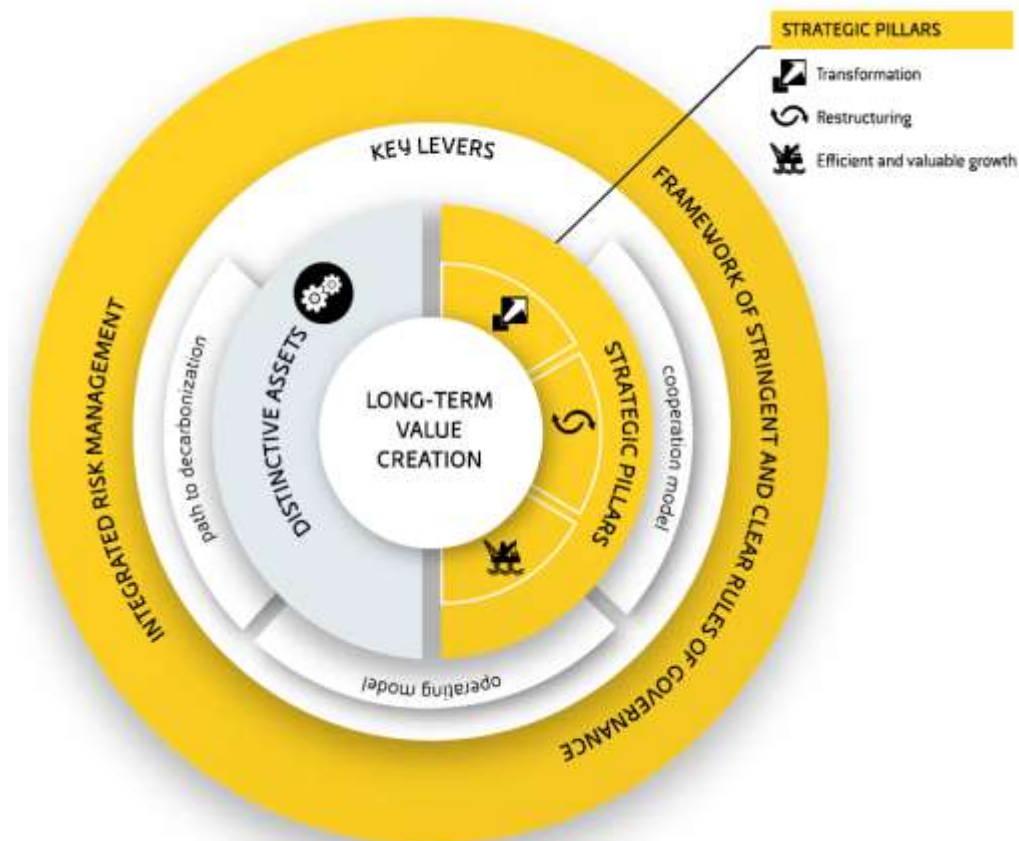 STRATEGIC PILLARS
Transformation
Restructuring
Efficient and valuable growth
KEY LEVERS
FRAMEWORK OF STRINGENT AND CLEAR RULES OF GOVERNANCE
INTEGRATED RISK MANAGEMENT
path to decarbonization
DISTINCTIVE ASSETS
LONG-TERM
VALUE
CREATION
STRATEGIC PILLARS
cooperation model
operating model